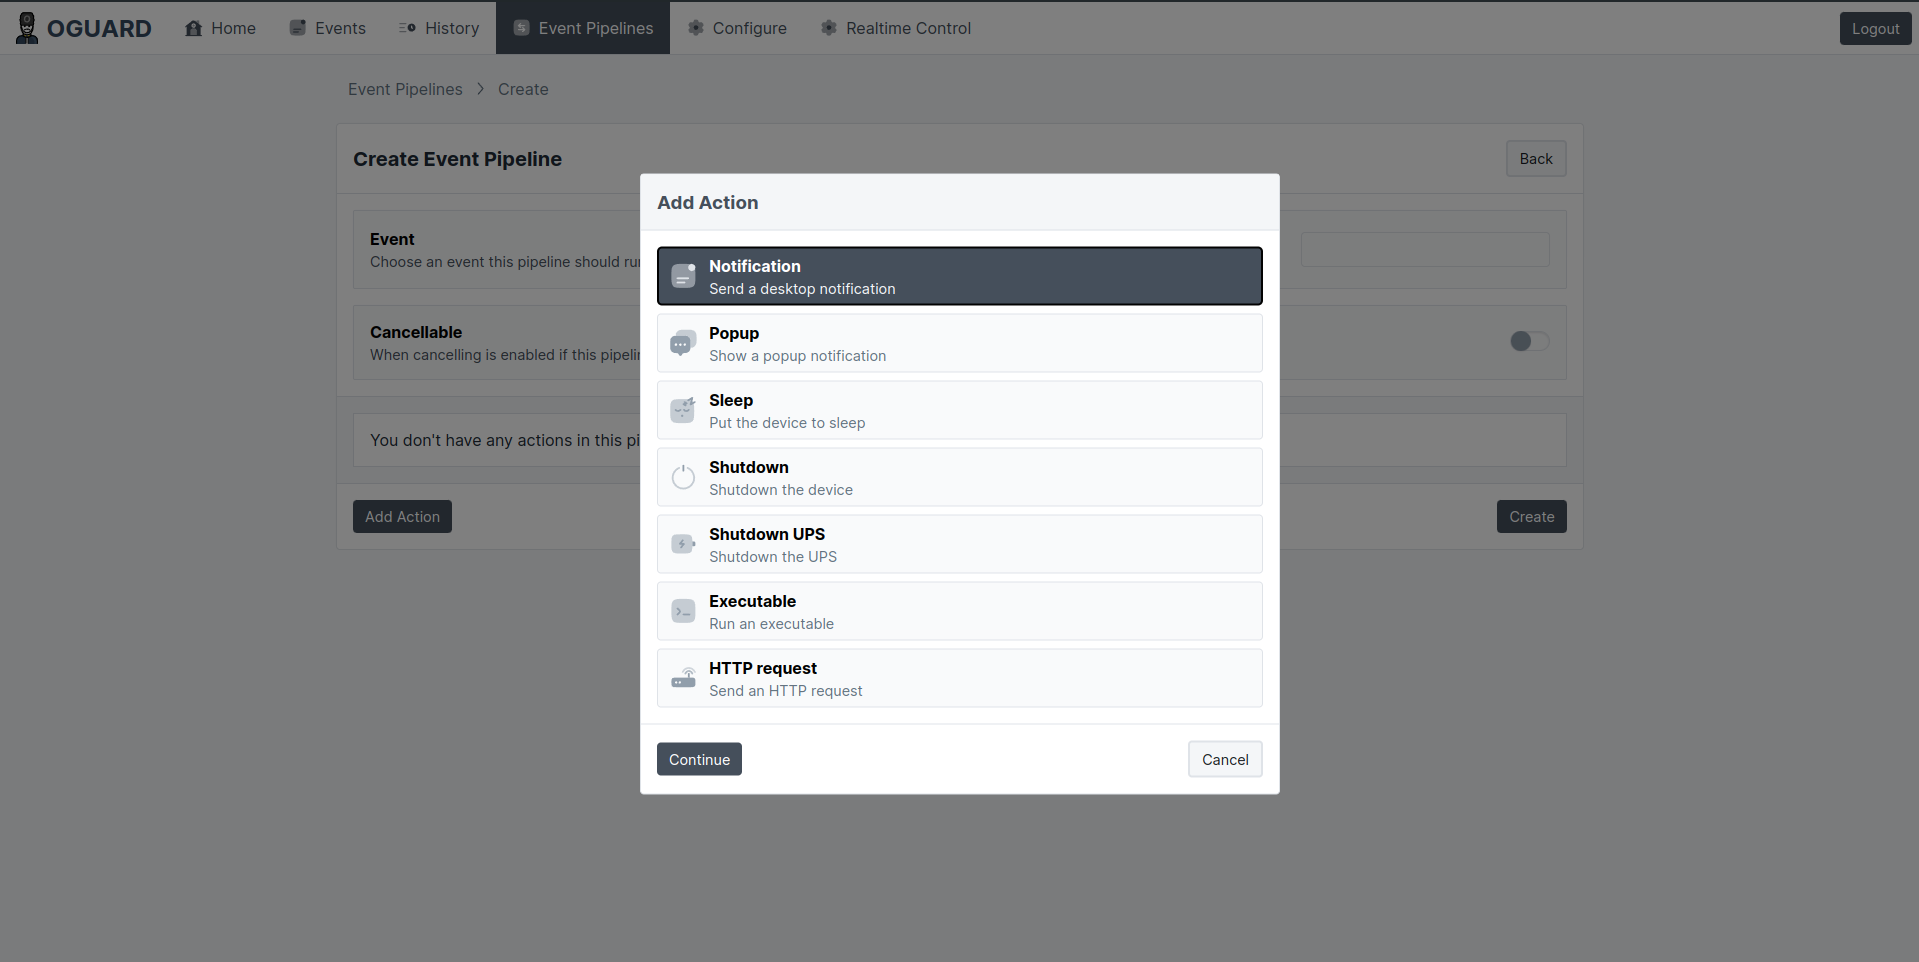 OGUARD
Home
Events
History
Event Pipelines
Configure
Realtime Control
Logout
Event Pipelines
Create
Create Event Pipeline
Back
Event
Choose an event this pipeline should
Cancellable
When cancelling is enabled if this
You don't have any actions in this
Add Action
Create
Add Action
Notification
Send a desktop notification
Popup
Show a popup notification
Sleep
Put the device to sleep
Shutdown
Shutdown the device
Shutdown UPS
Shutdown the UPS
Executable
Run an executable
HTTP request
Send an HTTP request
Continue
Cancel